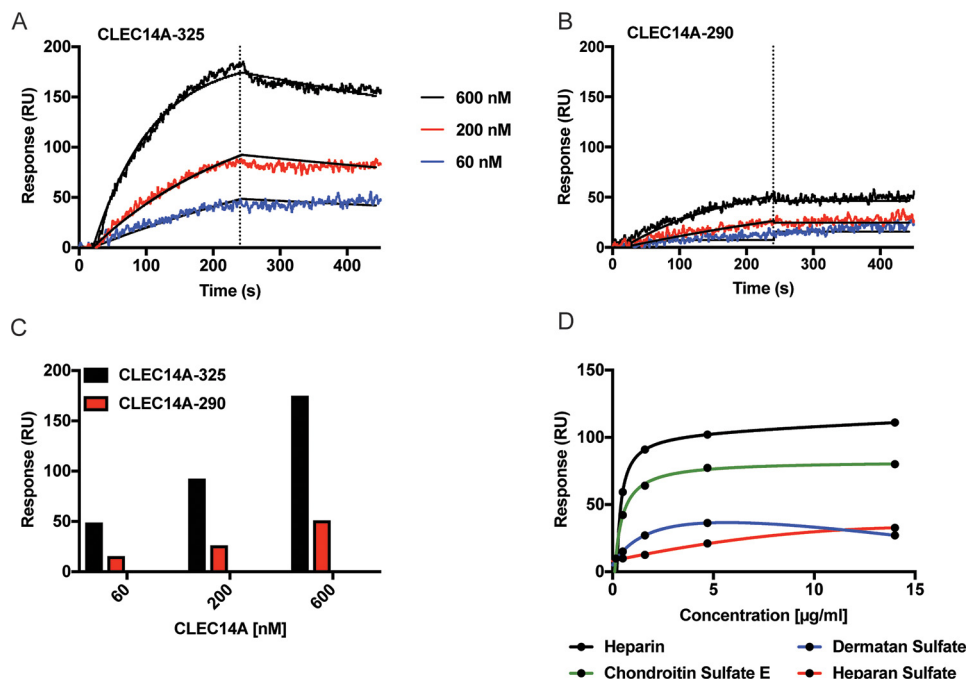 A
CLEC14A-325
200
150
100
50
0
Response (RU)
0 100 200 300 400
Time (s)
600 nM
200 nM
60 nM
B
CLEC14A-290
200
150
100
50
0
Response (RU)
0 100 200 300 400
Time (s)
C
CLEC14A-325
CLEC14A-290
200
150
100
50
0
Response (RU)
60 200 600
CLEC14A [nM]
D
150
100
50
0
Response (RU)
0 5 10 15
Concentration [µg/ml]
Heparin
Dermatan Sulfate
Chondroitin Sulfate E
Heparan Sulfate